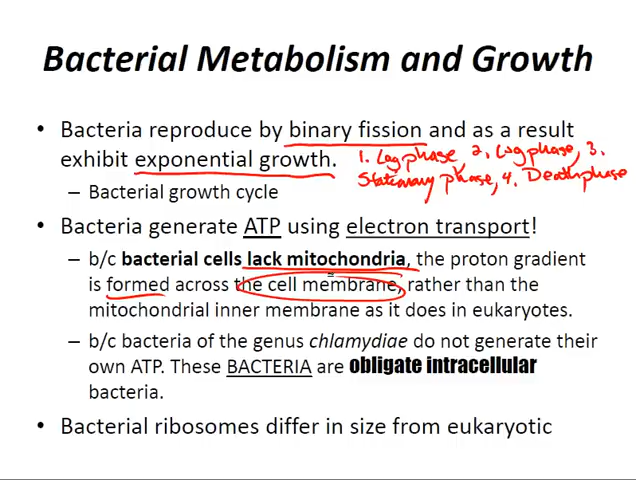 Bacterial Metabolism and Growth
• Bacteria reproduce by binary fission and as a result
exhibit exponential growth.
1. Lag phase, 2. Log phase, 3.
Stationary phase, 4. Death phase
– Bacterial growth cycle
• Bacteria generate ATP using electron transport!
– b/c bacterial cells lack mitochondria, the proton gradient
is formed across the cell membrane, rather than the
mitochondrial inner membrane as it does in eukaryotes.
– b/c bacteria of the genus chlamydiae do not generate their
own ATP. These BACTERIA are obligate intracellular
bacteria.
• Bacterial ribosomes differ in size from eukaryotic